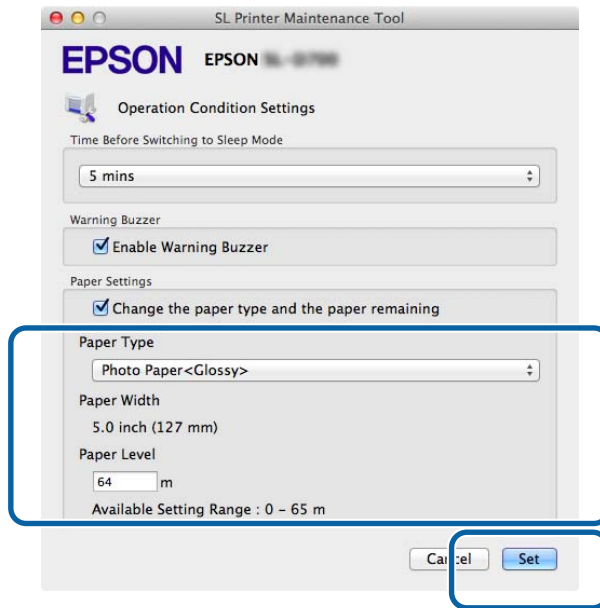 SL Printer Maintenance Tool
EPSON EPSON
Operation Condition Settings
Time Before Switching to Sleep Mode
5 mins
Warning Buzzer
Enable Warning Buzzer
Paper Settings
Change the paper type and the paper remaining
Paper Type
Photo Paper<Glossy>
Paper Width
5.0 inch (127 mm)
Paper Level
64 m
Available Setting Range : 0 – 65 m
Cancel Set